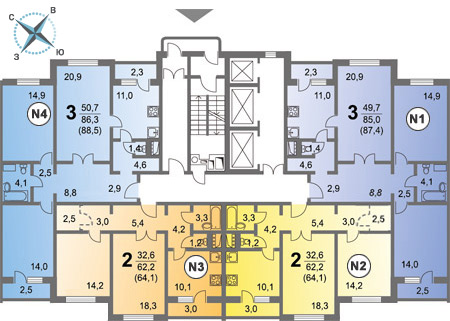 С В
З Ю
20,9 2,3 2,3 20,9
14,9 3 50,7 11,0 11,0 3 49,7 14,9
N4 86,3 85,0 N1
(88,5) (87,4)
1,4 1,4
4,6 4,6
4,1 2,5 2,5 4,1
8,8 2,9 2,9 8,8
2,5 3,0 5,4 4,2 3,3 3,3 4,2 5,4 3,0 2,5
1,2 1,2
14,0 2 32,6 N3 2 32,6 N2 14,0
62,2 62,2
(64,1) (64,1)
2,5 14,2 10,1 10,1 14,2 2,5
18,3 3,0 3,0 18,3